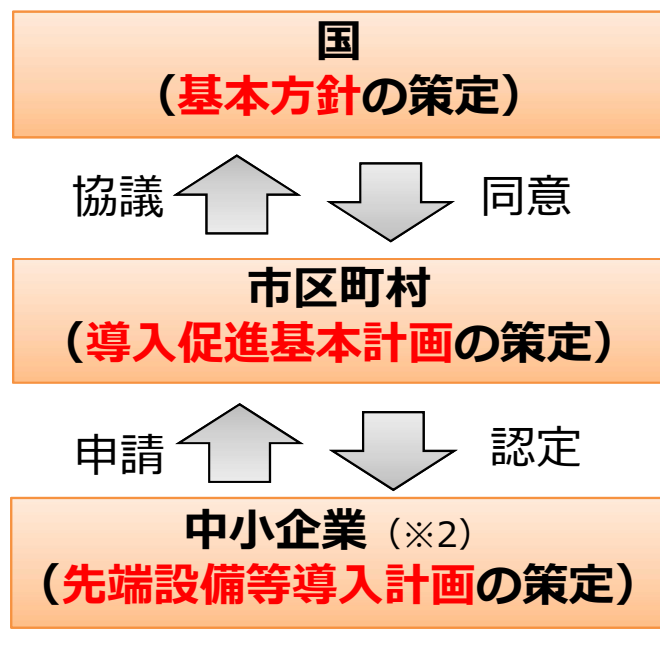 国
（基本方針の策定）
協議 同意
市区町村
（導入促進基本計画の策定）
申請 認定
中小企業（※2）
（先端設備等導入計画の策定）